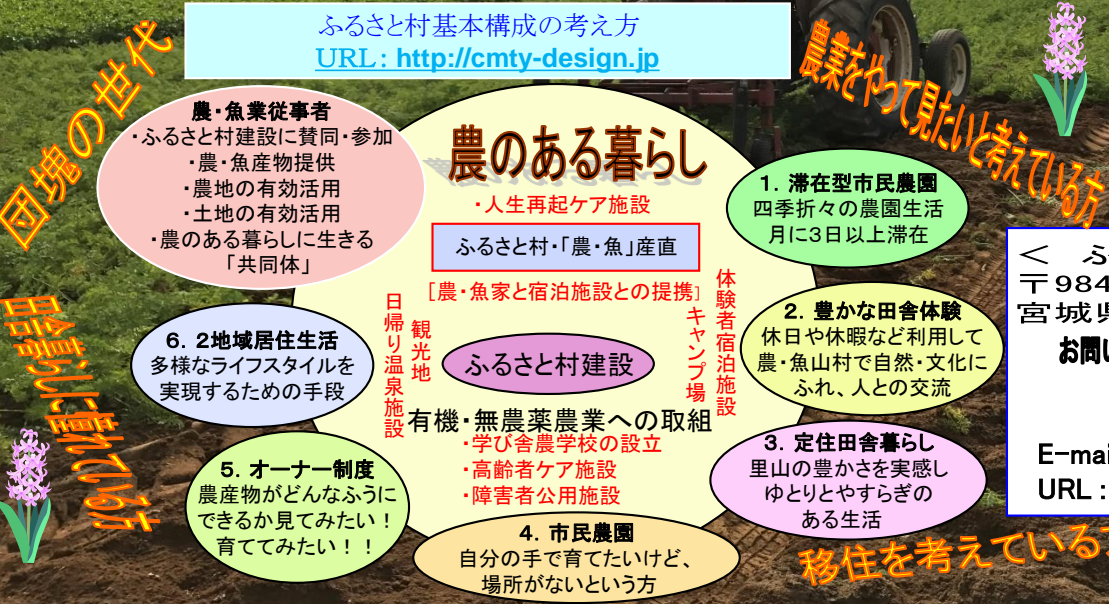 ふるさと村基本構成の考え方
URL: http://cmty-design.jp
団塊の世代
農業をやって見たいと考えている方
農・魚業従事者
・ふるさと村建設に賛同・参加
・農・魚産物提供
・農地の有効活用
・土地の有効活用
・農のある暮らしに生きる
「共同体」
農のある暮らし
・人生再起ケア施設
ふるさと村・「農・魚」産直
[農・魚家と宿泊施設との提携]
日帰り温泉施設
観光地
キャンプ場
体験者宿泊施設
ふるさと村建設
有機・無農薬農業への取組
・学び舎農学校の設立
・高齢者ケア施設
・障害者公用施設
1. 滞在型市民農園
四季折々の農園生活
月に3日以上滞在
2. 豊かな田舎体験
休日や休暇など利用して
農・魚山村で自然・文化に
ふれ、人との交流
3. 定住田舎暮らし
里山の豊かさを実感し
ゆとりとやすらぎの
ある生活
4. 市民農園
自分の手で育てたいけど、
場所がないという方
5. オーナー制度
農産物がどんなふうに
できるか見てみたい！
育ててみたい！！
6. 2地域居住生活
多様なライフスタイルを
実現するための手段
田舎暮らしに憧れている方
移住を考えている
< ふ
〒984
宮城県
お問い
E-mai
URL: